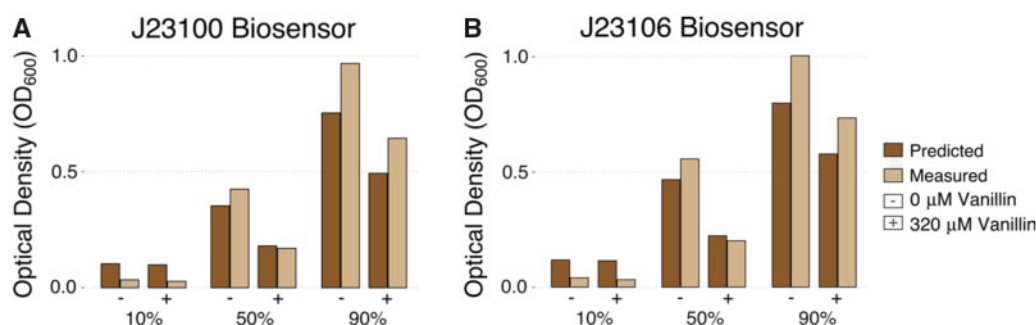 A
J23100 Biosensor
Optical Density (OD600)
1.0
0.5
0.0
- + - + - +
10% 50% 90%
B
J23106 Biosensor
Optical Density (OD600)
1.0
0.5
0.0
- + - + - +
10% 50% 90%
Predicted
Measured
- 0 μM Vanillin
+ 320 μM Vanillin